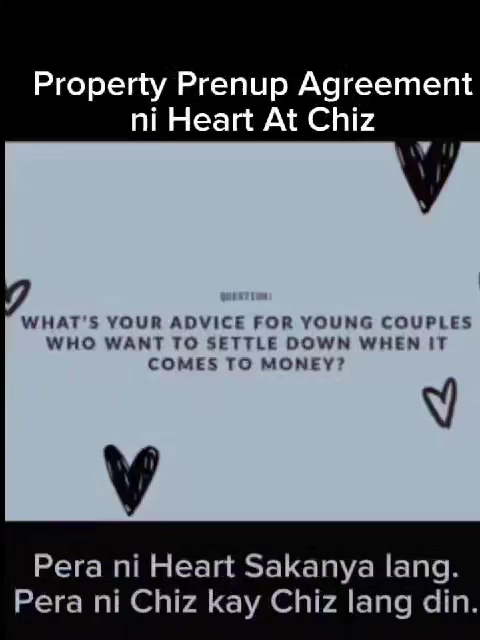 Property Prenup Agreement
ni Heart At Chiz
QUESTION:
WHAT'S YOUR ADVICE FOR YOUNG COUPLES
WHO WANT TO SETTLE DOWN WHEN IT
COMES TO MONEY?
Pera ni Heart Sakanya lang.
Pera ni Chiz kay Chiz lang din.